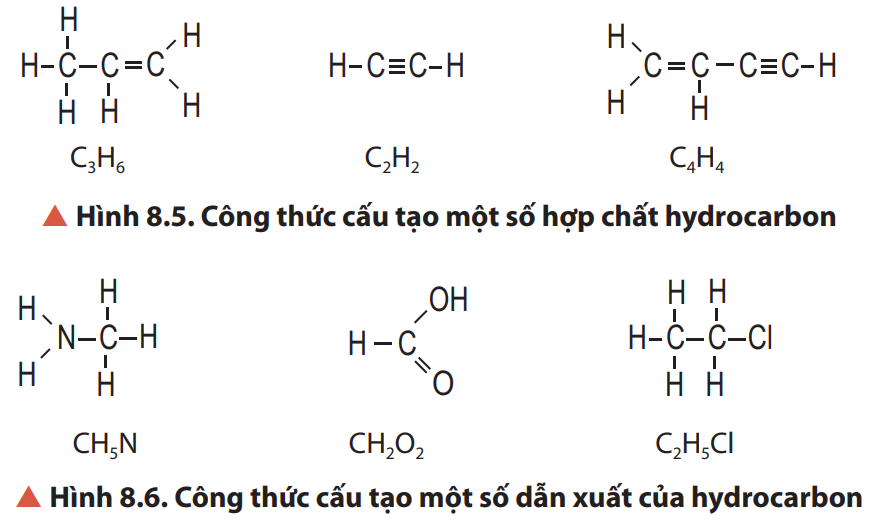 H H
H–C–C=C
H H H
H–C≡C–H
H
C=C–C≡C–H
H H
C₃H₆ C₂H₂ C₄H₄
▲ Hình 8.5. Công thức cấu tạo một số hợp chất hydrocarbon
H H
N–C–H
H H
OH
H–C
O
H H
H–C–C–Cl
H H
CH₅N CH₂O₂ C₂H₅Cl
▲ Hình 8.6. Công thức cấu tạo một số dẫn xuất của hydrocarbon